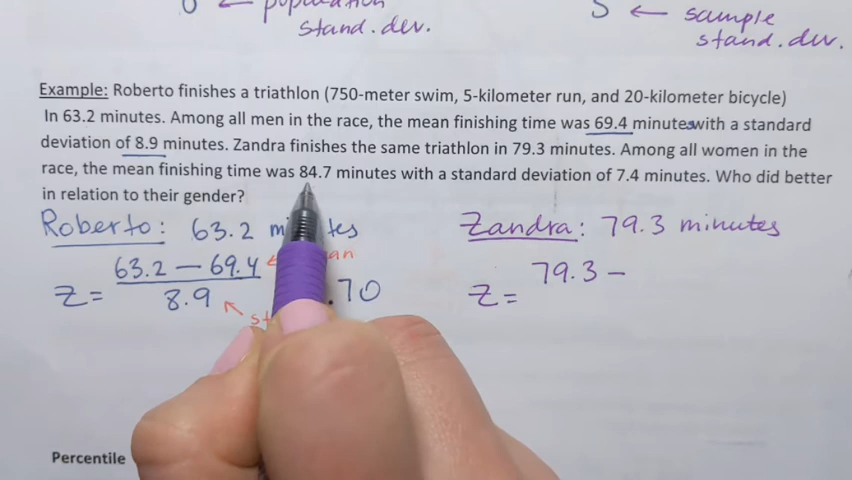 σ ← population
stand. dev.
S ← sample
stand. dev.
Example: Roberto finishes a triathlon (750-meter swim, 5-kilometer run, and 20-kilometer bicycle)
In 63.2 minutes. Among all men in the race, the mean finishing time was 69.4 minutes with a standard
deviation of 8.9 minutes. Zandra finishes the same triathlon in 79.3 minutes. Among all women in the
race, the mean finishing time was 84.7 minutes with a standard deviation of 7.4 minutes. Who did better
in relation to their gender?
Roberto: 63.2 minutes
Z = 63.2 − 69.4 ←
8.9
.70
Zandra: 79.3 minutes
Z = 79.3 −
Percentile